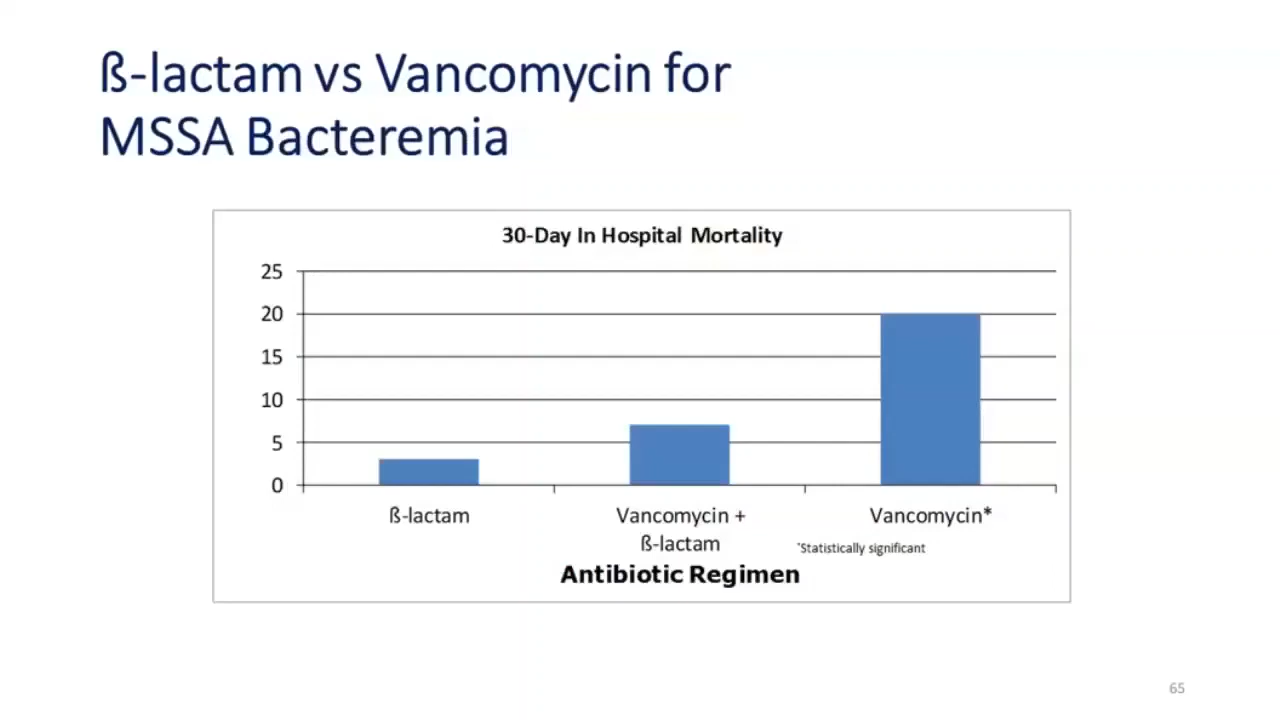 ß-lactam vs Vancomycin for
MSSA Bacteremia
30-Day In Hospital Mortality
25
20
15
10
5
0
ß-lactam
Vancomycin +
ß-lactam
Vancomycin*
*Statistically significant
Antibiotic Regimen
65